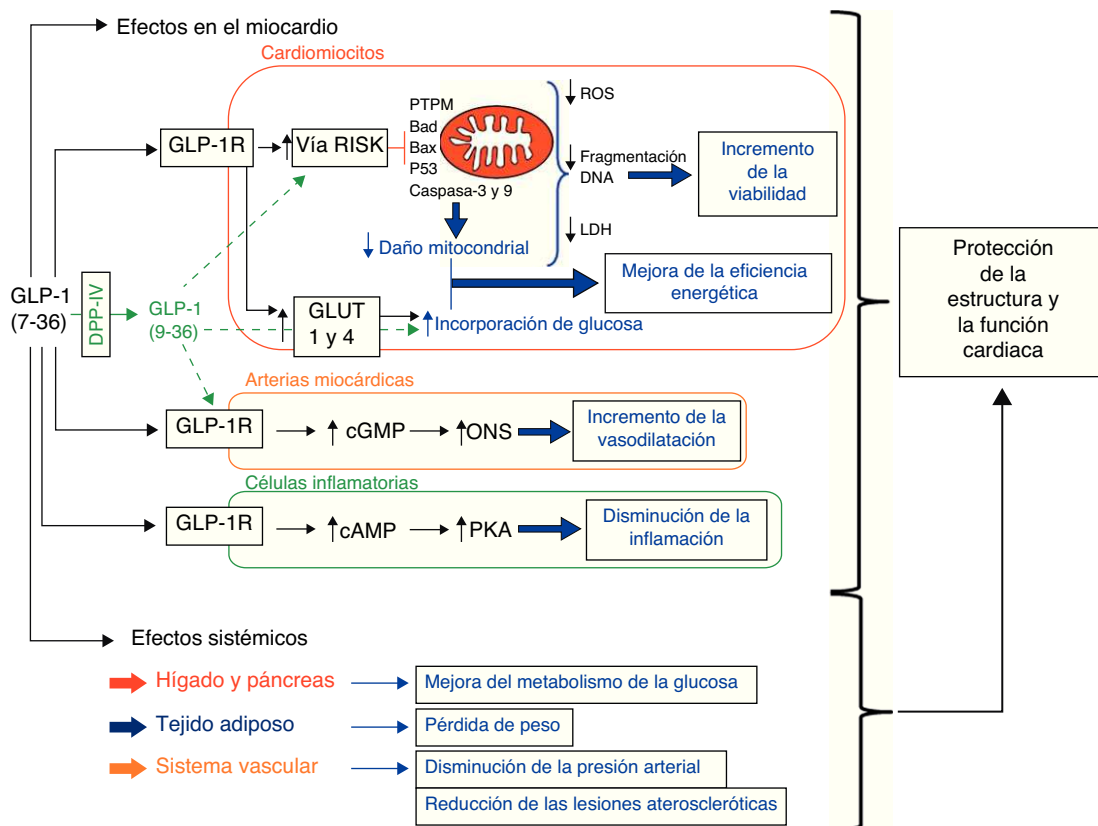 Efectos en el miocardio
Cardiomiocitos
GLP-1R
↑ Vía RISK
PTPM
Bad
Bax
P53
Caspasa-3 y 9
↓ ROS
↓ Fragmentación
DNA
↓ LDH
Incremento
de la
viabilidad
↓ Daño mitocondrial
Mejora de la eficiencia
energética
GLP-1
(7-36)
DPP-IV
GLP-1
(9-36)
↑ GLUT
1 y 4
↑ Incorporación de glucosa
Protección
de la
estructura y
la función
cardiaca
Arterias miocárdicas
GLP-1R
↑ cGMP
↑ONS
Incremento de la
vasodilatación
Células inflamatorias
GLP-1R
↑cAMP
↑PKA
Disminución de la
inflamación
Efectos sistémicos
Hígado y páncreas
Mejora del metabolismo de la glucosa
Tejido adiposo
Pérdida de peso
Sistema vascular
Disminución de la presión arterial
Reducción de las lesiones ateroscleróticas